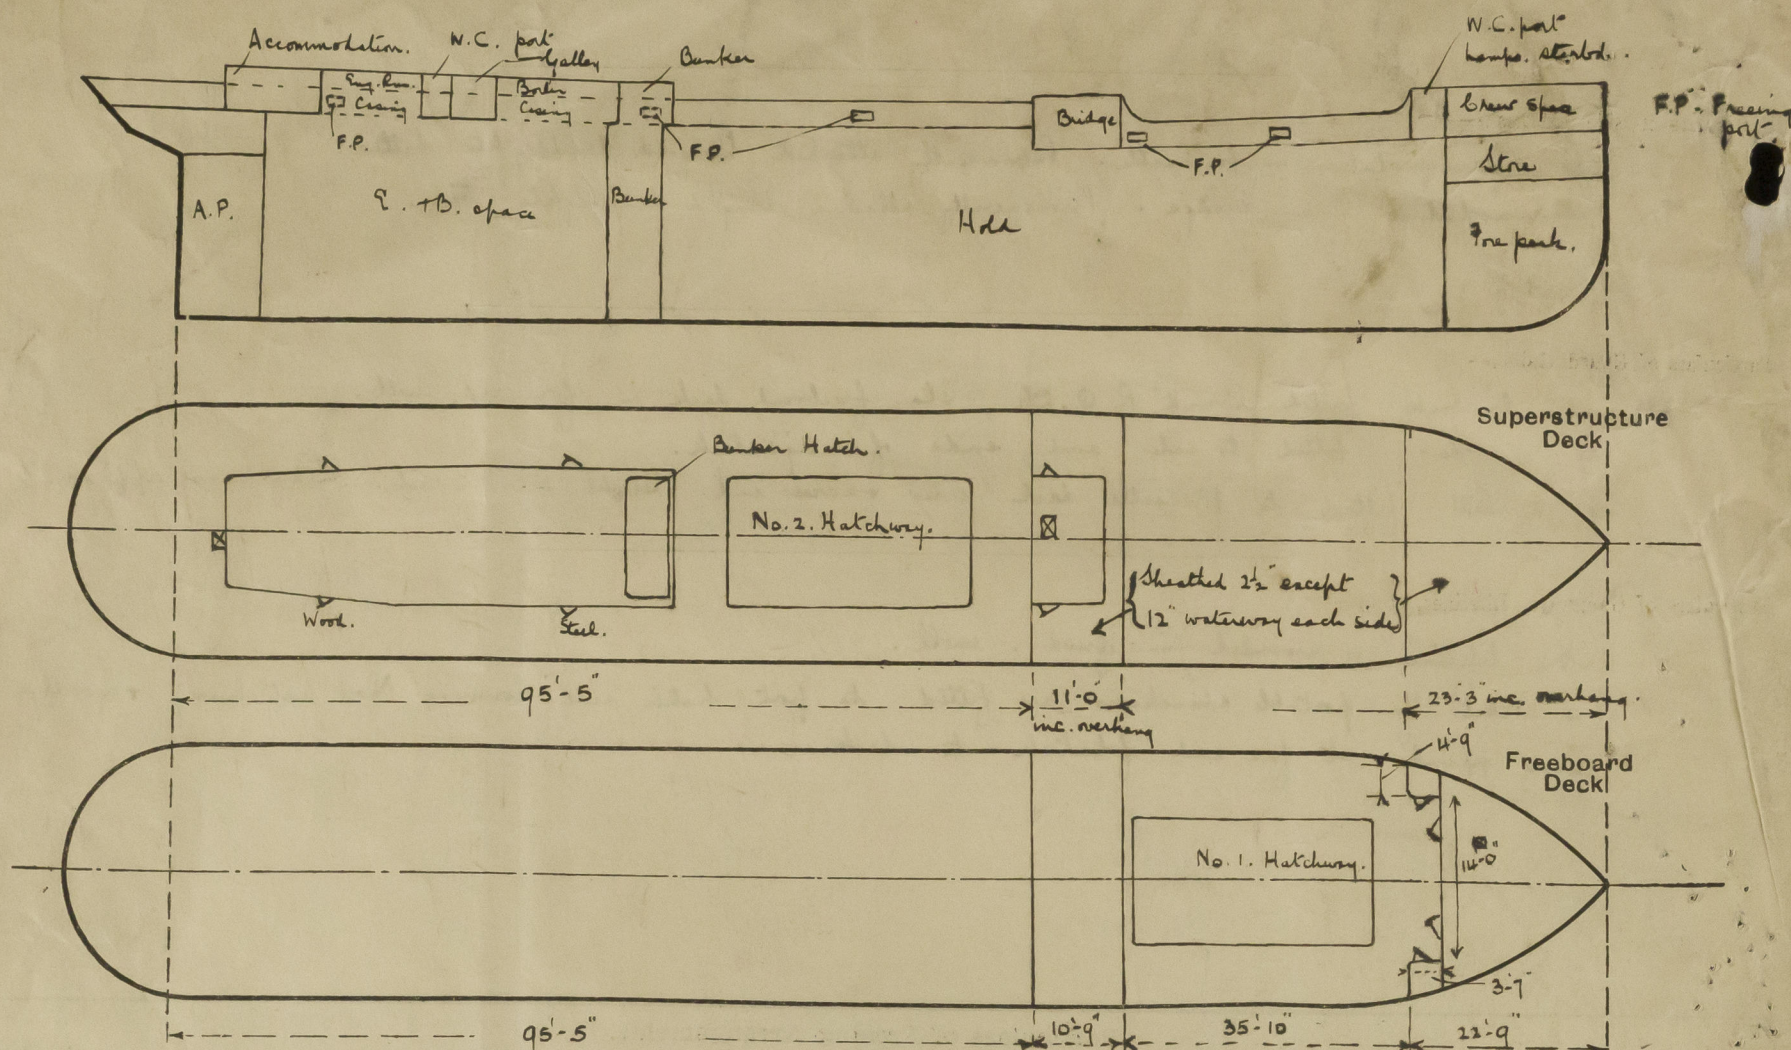 Accommodation.
W.C. port
Galley
Bunker
W.C. port
Lamps. starbd.
Eng. Rm.
Casing
Boiler
Casing
F.P.
F.P.
Bridge
F.P.
Crew space
F.P. - Freeing
port
Store
A.P.
E. + B. space
Bunker
Hold
Fore peak.
Superstructure
Deck
Bunker Hatch.
No. 2. Hatchway.
Sheathed 2½" except
12" waterway each side
Wood.
Steel.
95'-5"
11'-0"
inc. overhang
23'-3" inc. overhang.
4'-9"
Freeboard
Deck
No. 1. Hatchway.
14'-0"
3'-7"
95'-5"
10'-9"
35'-10"
22'-9"